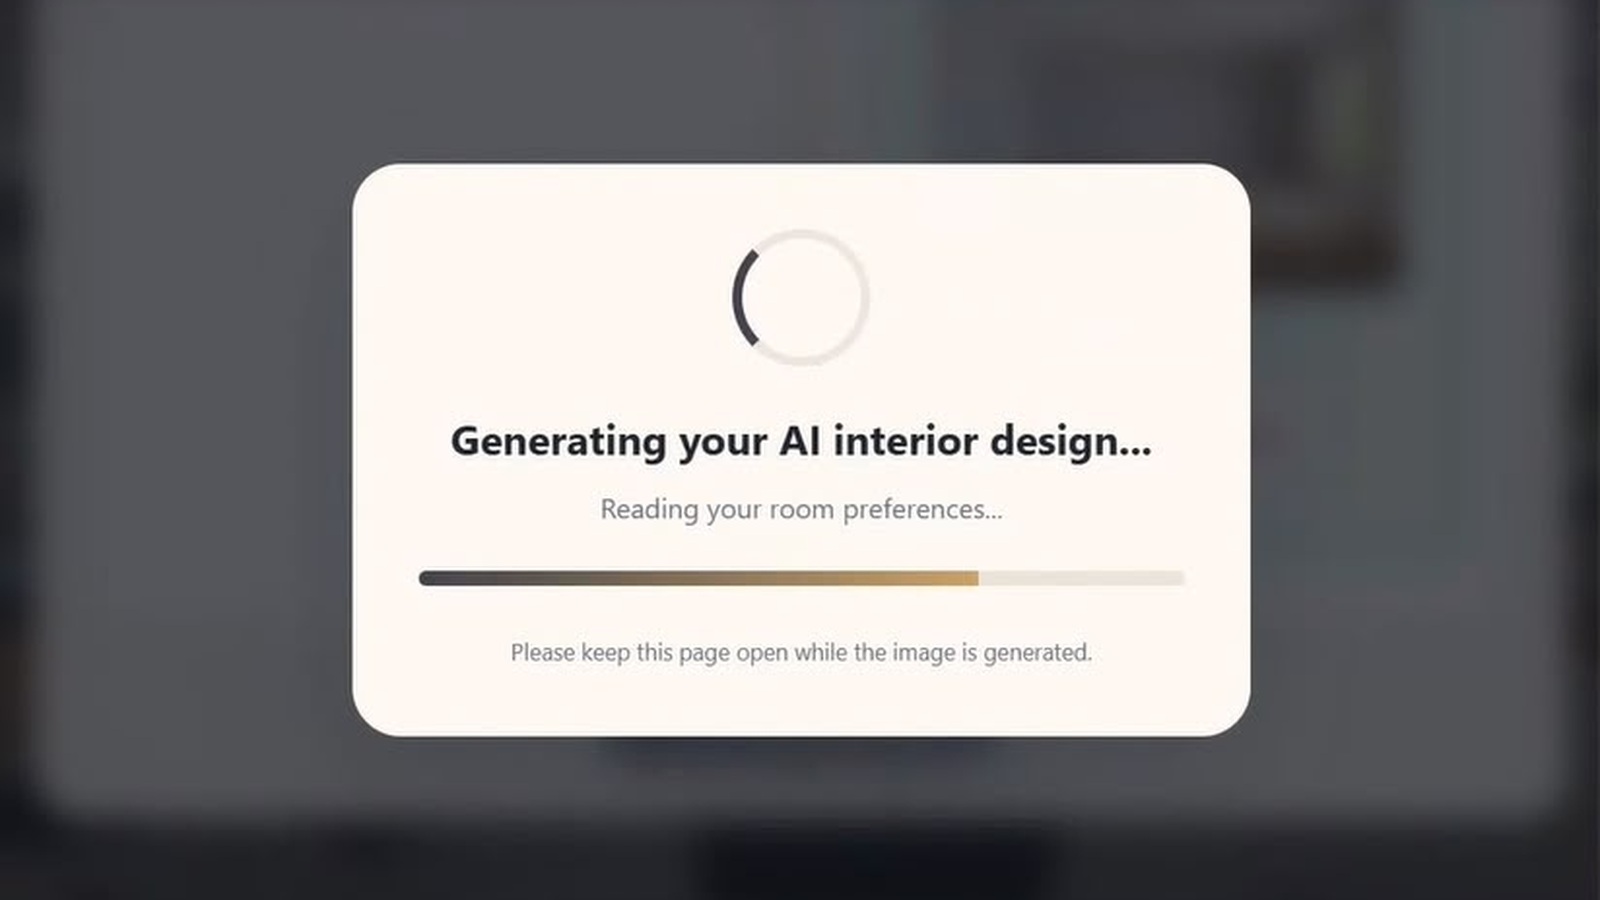 Generating your AI interior design...
Reading your room preferences...
Please keep this page open while the image is generated.